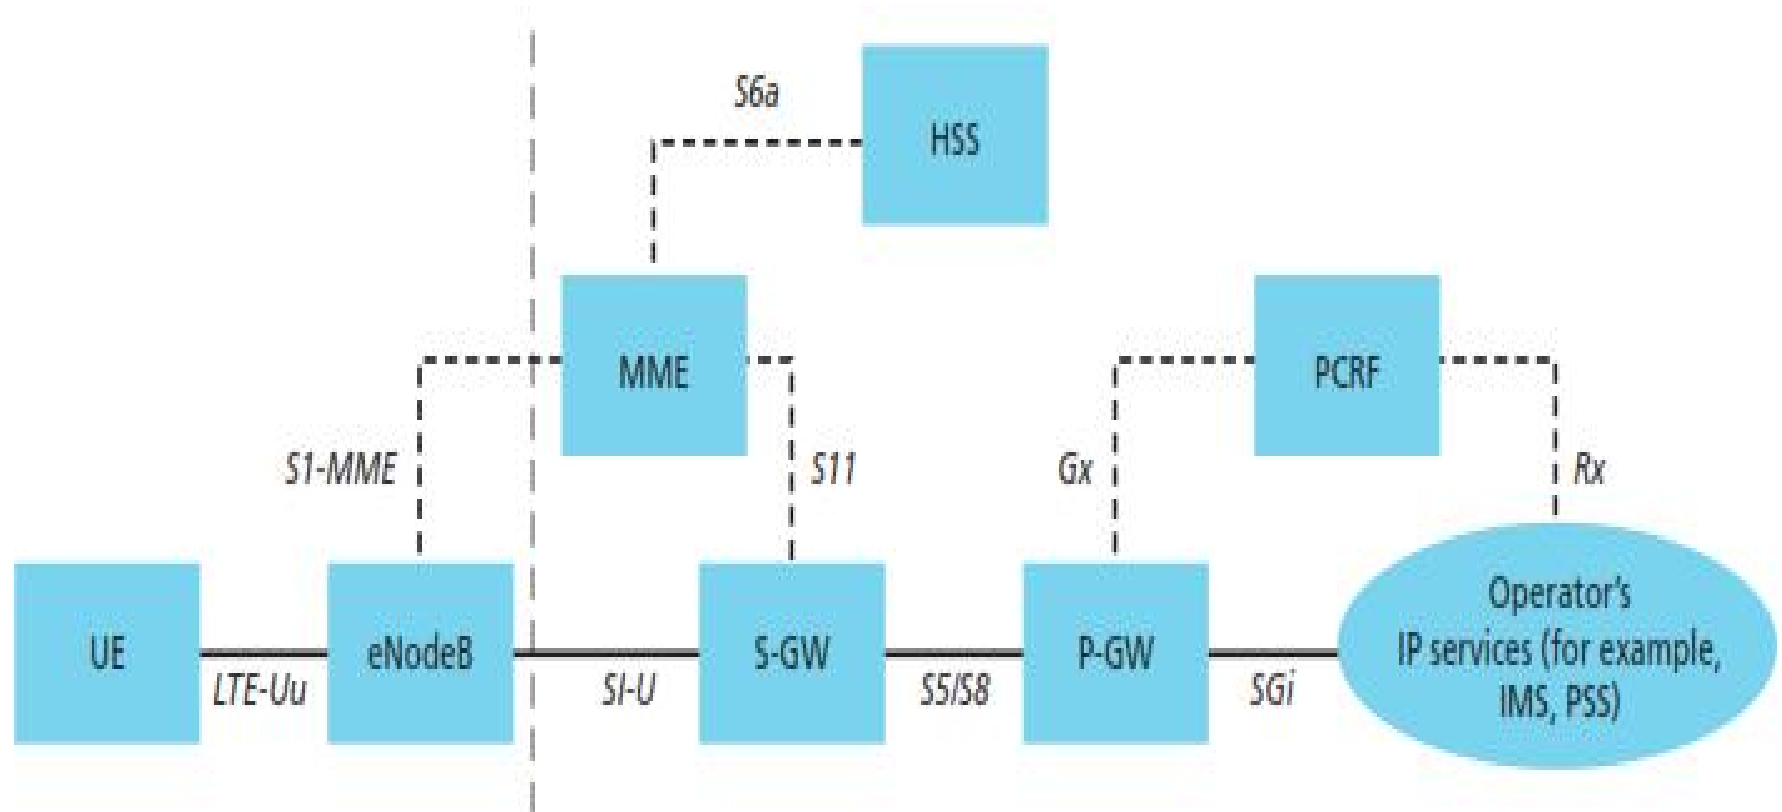 S6a
HSS
MME
PCRF
S1-MME
S11
Gx
Rx
UE
eNodeB
S-GW
P-GW
Operator's
IP services (for example,
IMS, PSS)
LTE-Uu
SI-U
S5/S8
SGi